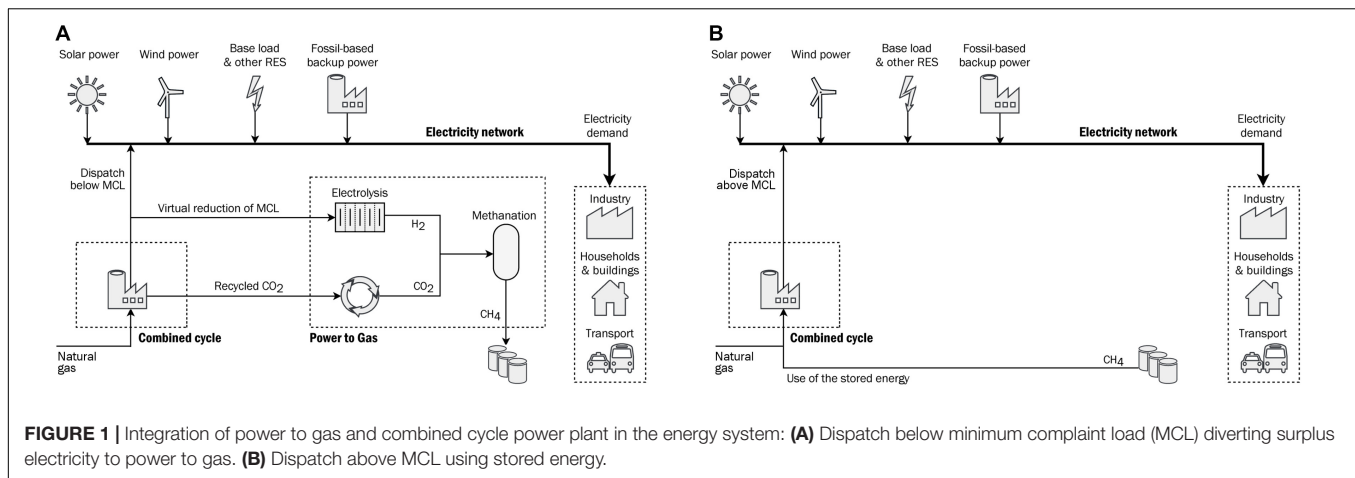 A
Solar power
Wind power
Base load
& other RES
Fossil-based
backup power
Electricity network
Electricity
demand
Dispatch
below MCL
Virtual reduction of MCL
Electrolysis
H2
Methanation
Recycled CO2
CO2
CH4
Natural
gas
Combined cycle
Power to Gas
Industry
Households
& buildings
Transport
B
Solar power
Wind power
Base load
& other RES
Fossil-based
backup power
Electricity network
Electricity
demand
Dispatch
above MCL
Combined cycle
Natural
gas
Use of the stored energy
CH4
Industry
Households
& buildings
Transport
FIGURE 1 | Integration of power to gas and combined cycle power plant in the energy system: (A) Dispatch below minimum complaint load (MCL) diverting surplus
electricity to power to gas. (B) Dispatch above MCL using stored energy.